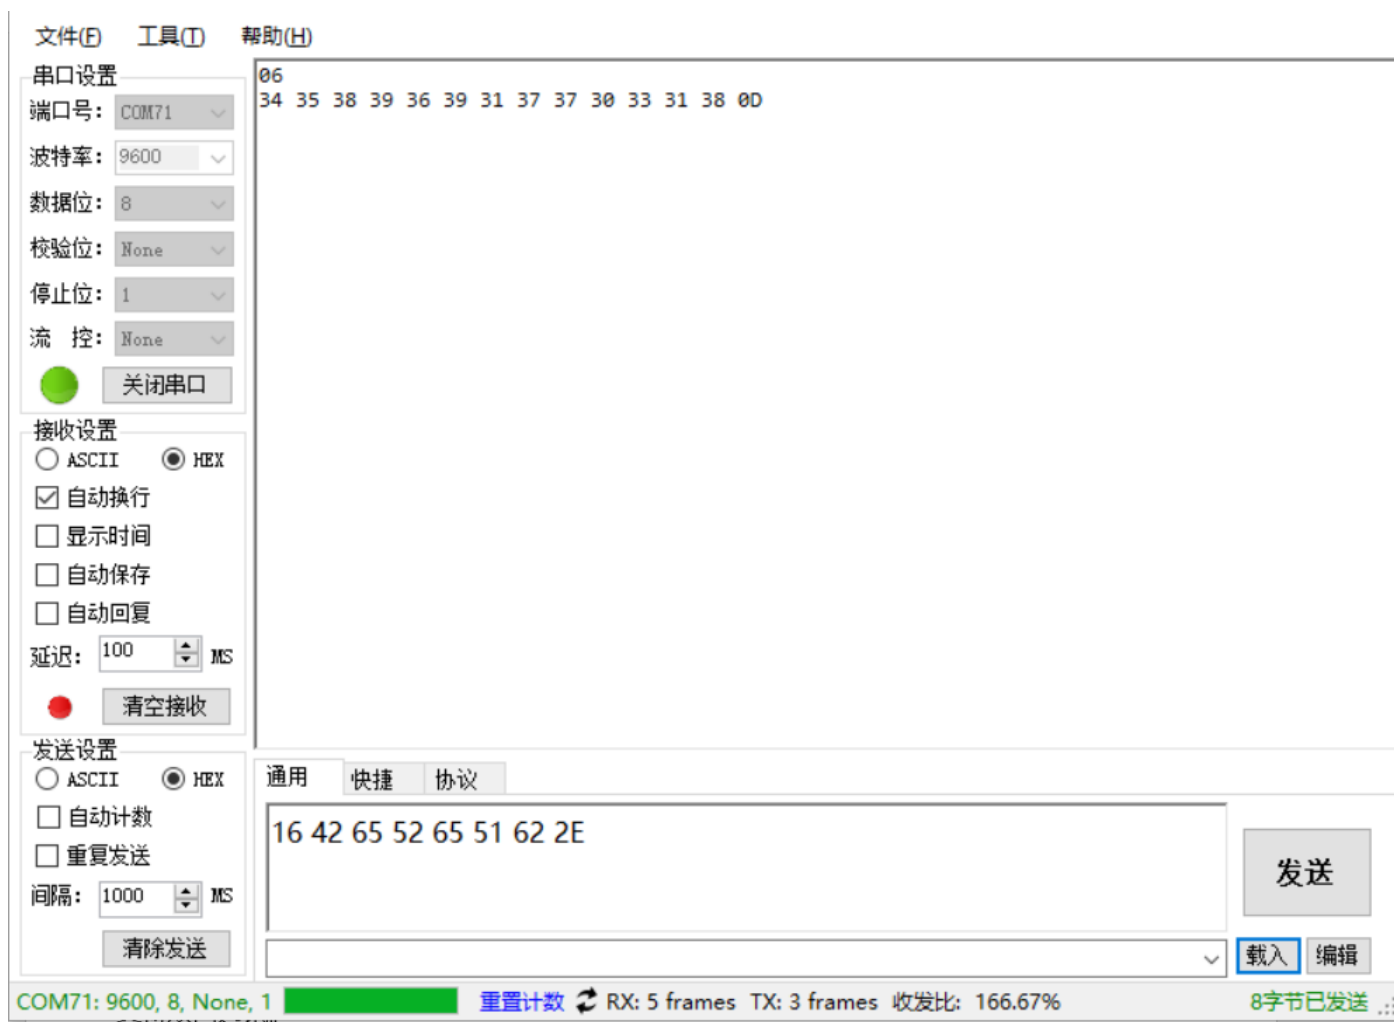 文件(F) 工具(T) 帮助(H)
串口设置
端口号: COM71
波特率: 9600
数据位: 8
校验位: None
停止位: 1
流 控: None
关闭串口
接收设置
ASCII HEX
自动换行
显示时间
自动保存
自动回复
延迟: 100 MS
清空接收
发送设置
ASCII HEX
自动计数
重复发送
间隔: 1000 MS
清除发送
06
34 35 38 39 36 39 31 37 37 30 33 31 38 0D
通用 快捷 协议
16 42 65 52 65 51 62 2E
发送
载入 编辑
COM71: 9600, 8, None, 1 重置计数 RX: 5 frames TX: 3 frames 收发比: 166.67% 8字节已发送